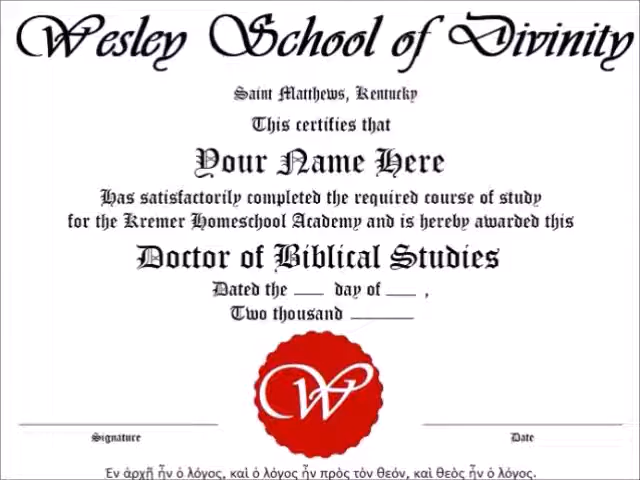 Wesley School of Divinity
Saint Matthews, Kentucky
This certifies that
Your Name Here
Has satisfactorily completed the required course of study
for the Kremer Homeschool Academy and is hereby awarded this
Doctor of Biblical Studies
Dated the ___ day of ___ ,
Two thousand ______
W
Signature
Date
Ἐν ἀρχῇ ἦν ὁ λόγος, καὶ ὁ λόγος ἦν πρὸς τὸν θεόν, καὶ θεὸς ἦν ὁ λόγος.